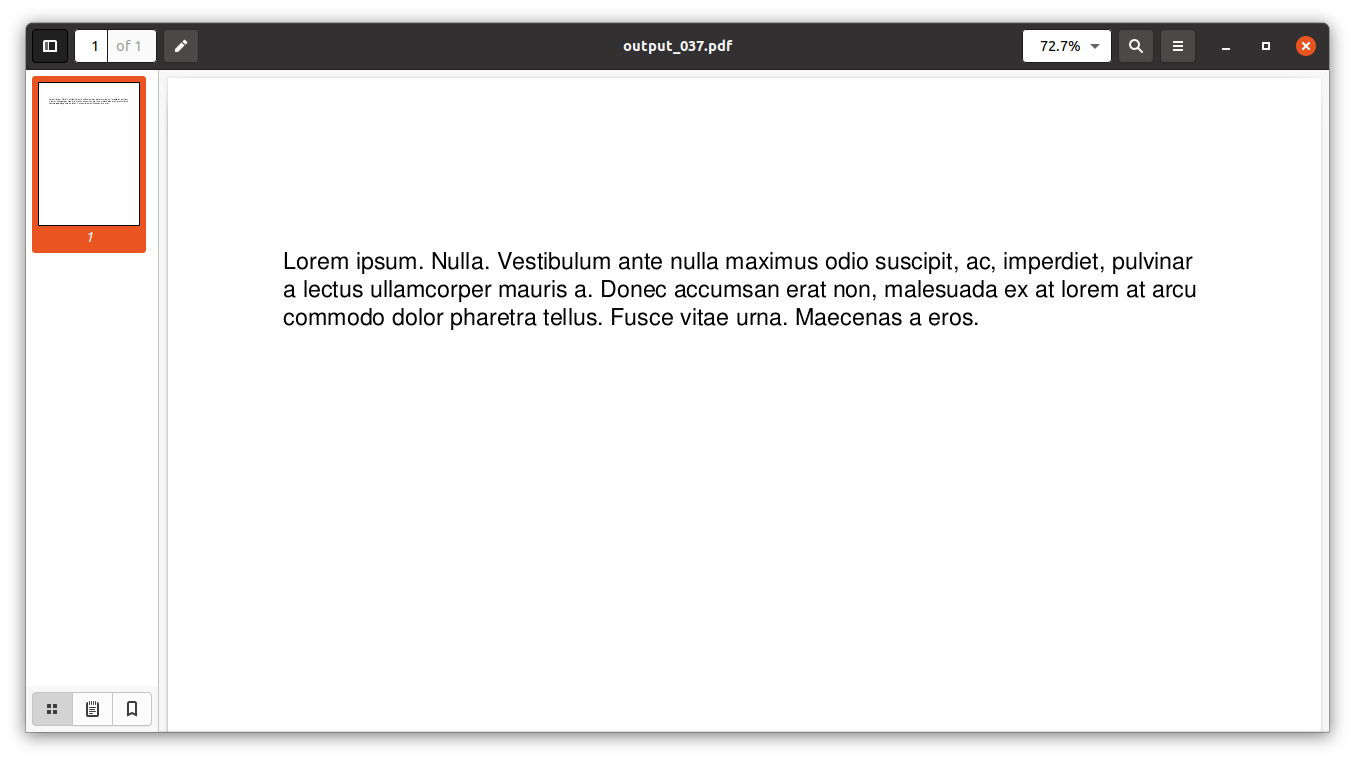 1 of 1
output_037.pdf
72.7%
1
Lorem ipsum. Nulla. Vestibulum ante nulla maximus odio suscipit, ac, imperdiet, pulvinar
a lectus ullamcorper mauris a. Donec accumsan erat non, malesuada ex at lorem at arcu
commodo dolor pharetra tellus. Fusce vitae urna. Maecenas a eros.